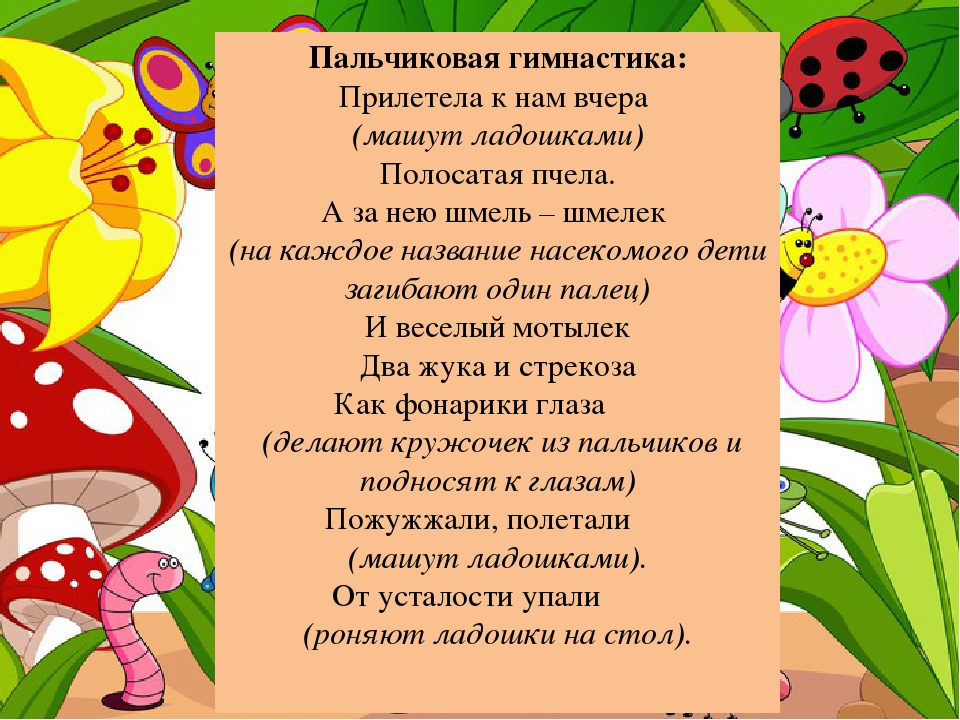 Пальчиковая гимнастика:
Прилетела к нам вчера
(машут ладошками)
Полосатая пчела.
А за нею шмель – шмелек
(на каждое название насекомого дети
загибают один палец)
И веселый мотылек
Два жука и стрекоза
Как фонарики глаза
(делают кружочек из пальчиков и
подносят к глазам)
Пожужжали, полетали
(машут ладошками).
От усталости упали
(роняют ладошки на стол).